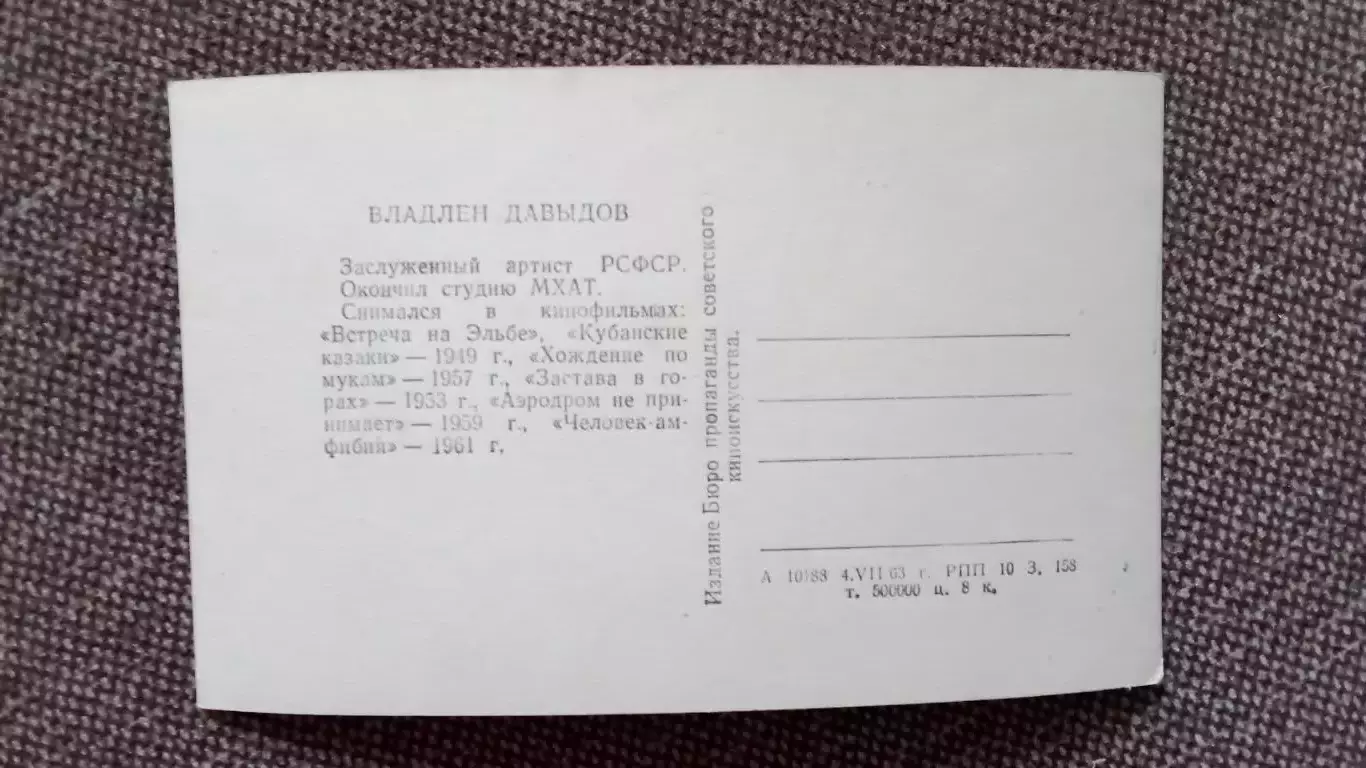 ВЛАДЛЕН ДАВЫДОВ
Заслуженный артист РСФСР.
Окончил студию МХАТ.
Снимался в кинофильмах:
«Встреча на Эльбе», «Кубанские
казаки» — 1949 г., «Хождение по
мукам» — 1957 г., «Застава в го-
рах» — 1953 г., «Аэродром не при-
нимает» — 1959 г., «Человек-ам-
фибия» — 1961 г.
Издание Бюро пропаганды советского
киноискусства.
А 10188 4.VII 63 г. РПП 10 З. 158
т. 500000 ц. 8 к.